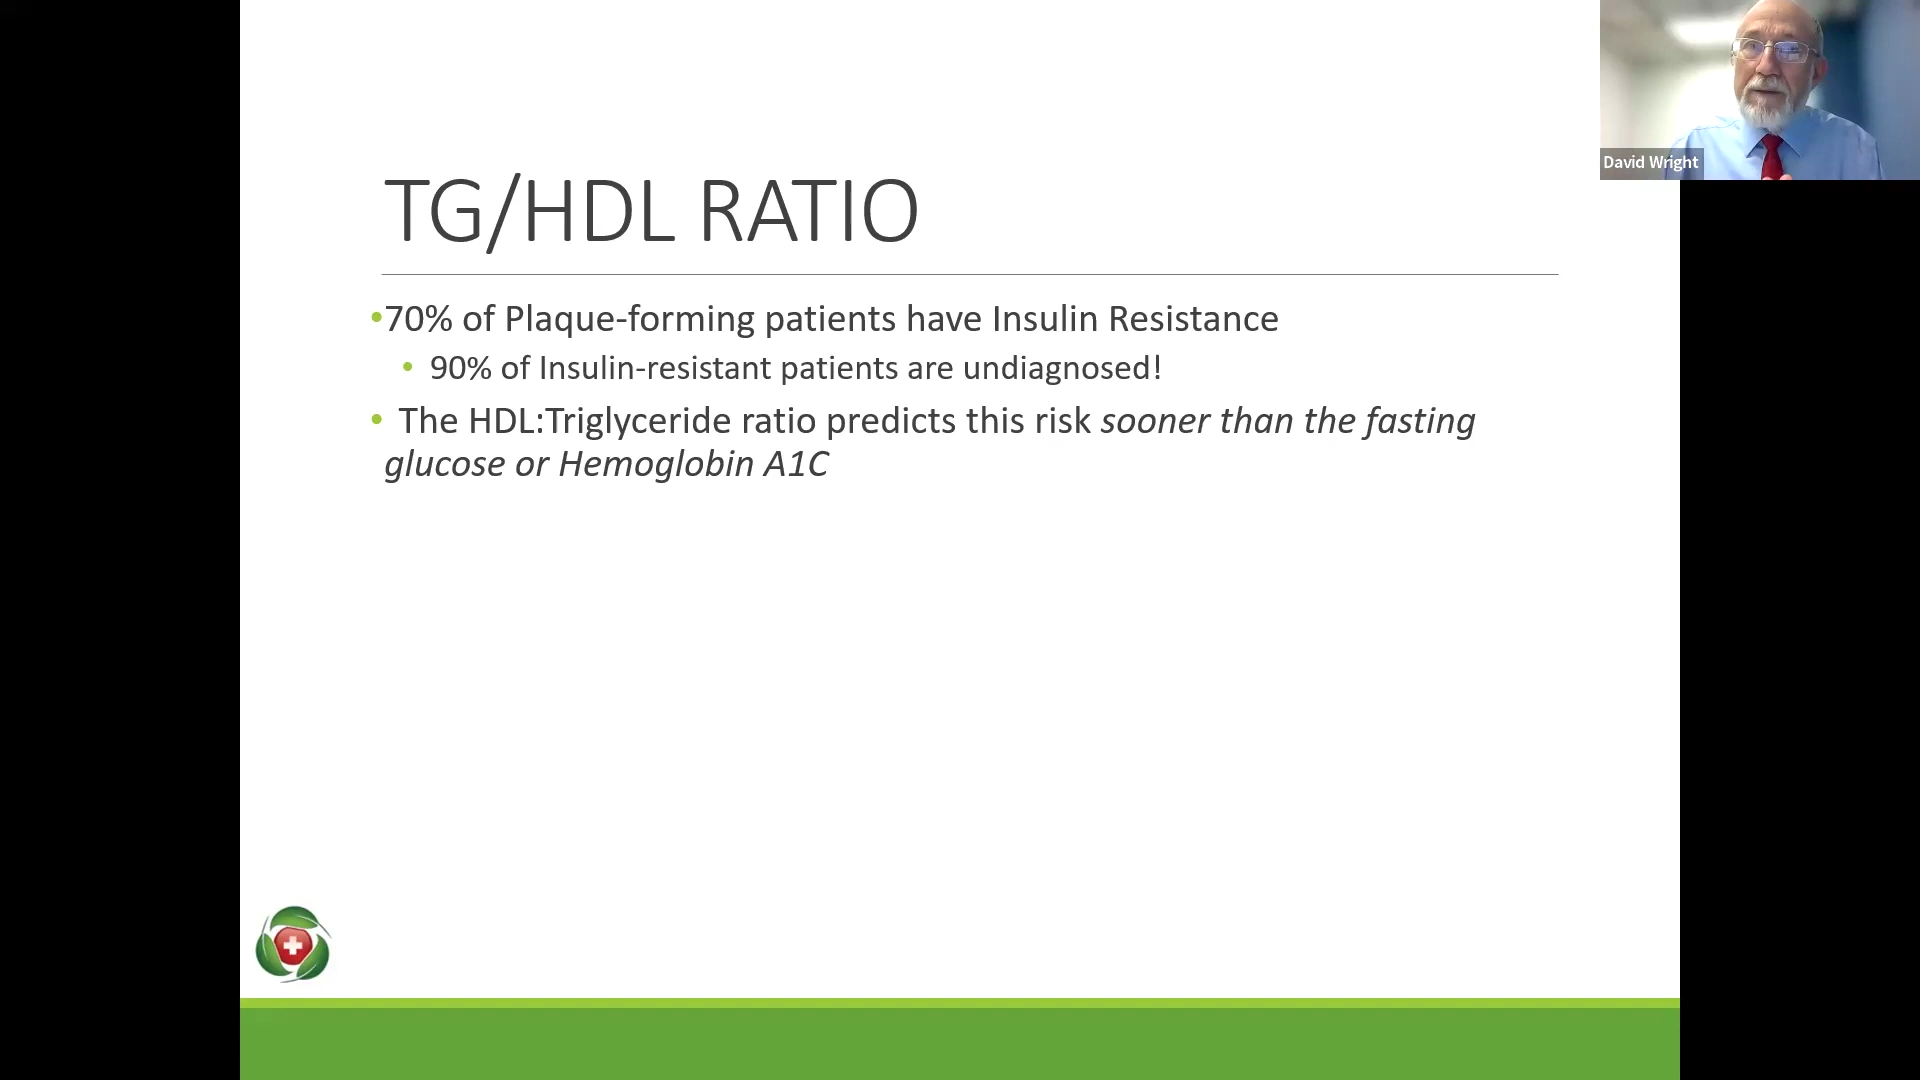 TG/HDL RATIO
•70% of Plaque-forming patients have Insulin Resistance
• 90% of Insulin-resistant patients are undiagnosed!
• The HDL:Triglyceride ratio predicts this risk sooner than the fasting
glucose or Hemoglobin A1C
David Wright